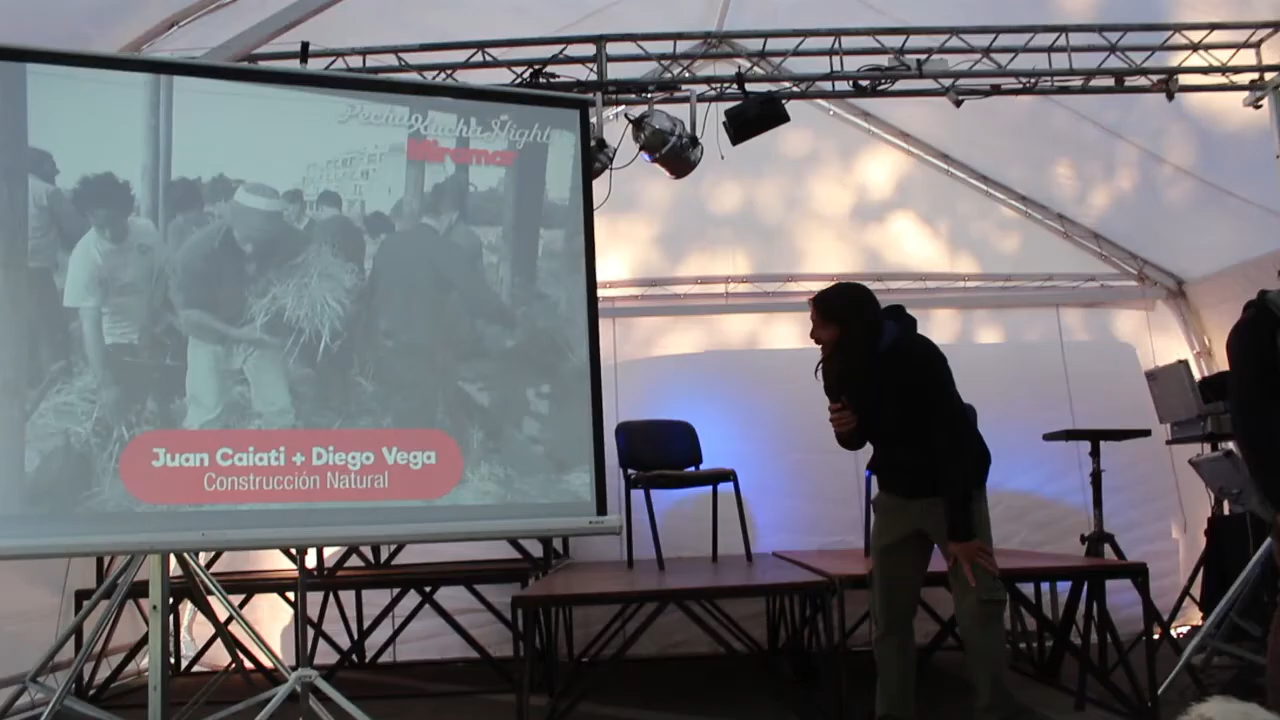 PechaKucha Night
Miramar
Juan Caiati + Diego Vega
Construcción Natural